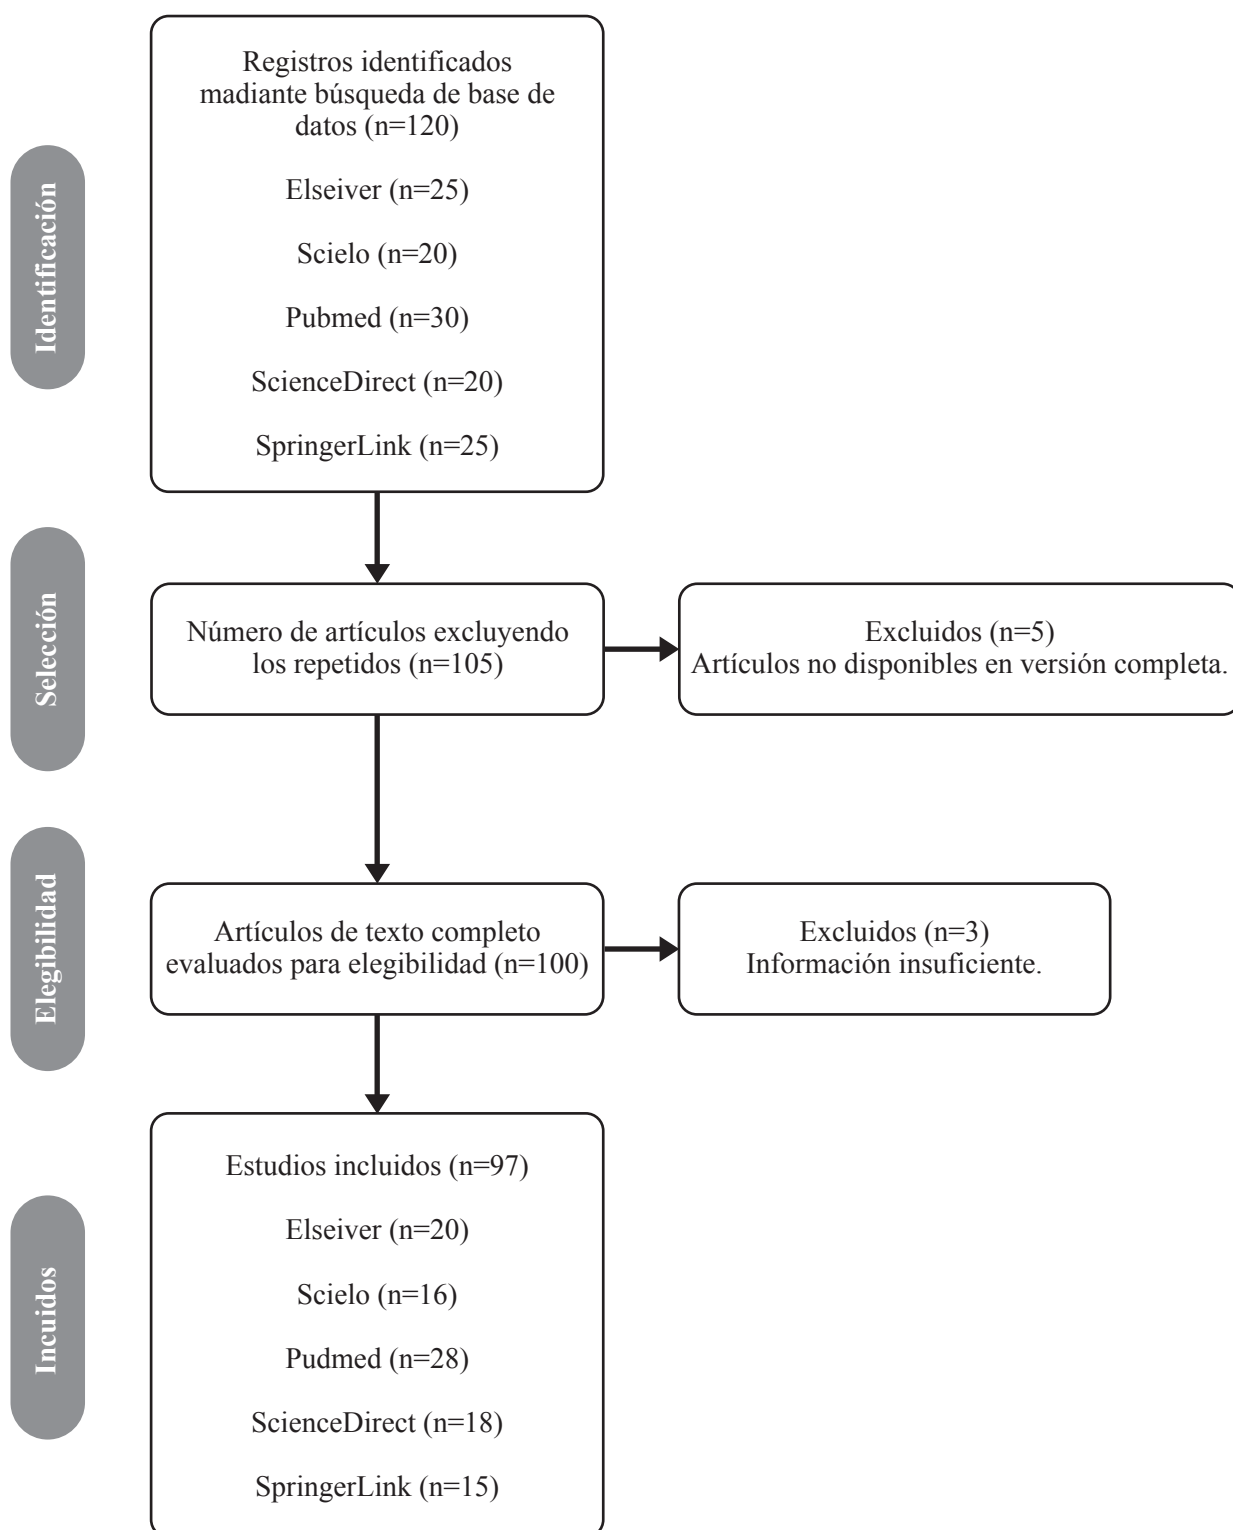 Identificación
Registros identificados
madiante búsqueda de base de
datos (n=120)
Elseiver (n=25)
Scielo (n=20)
Pubmed (n=30)
ScienceDirect (n=20)
SpringerLink (n=25)
Selección
Número de artículos excluyendo
los repetidos (n=105)
Excluidos (n=5)
Artículos no disponibles en versión completa.
Elegibilidad
Artículos de texto completo
evaluados para elegibilidad (n=100)
Excluidos (n=3)
Información insuficiente.
Incuidos
Estudios incluidos (n=97)
Elseiver (n=20)
Scielo (n=16)
Pudmed (n=28)
ScienceDirect (n=18)
SpringerLink (n=15)